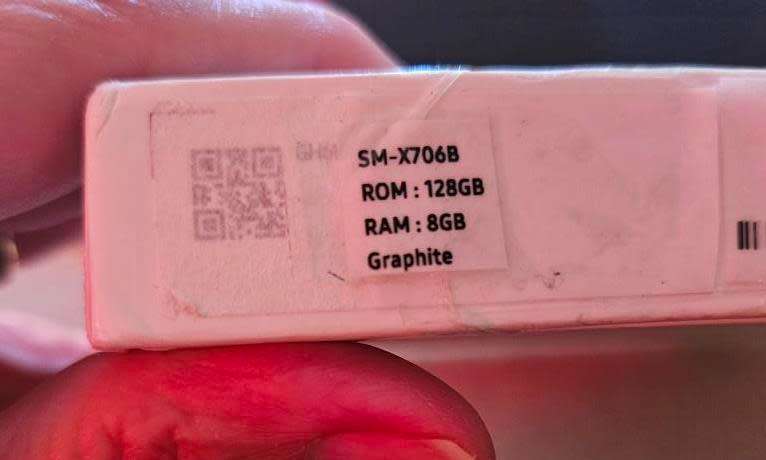 SM-X706B
ROM : 128GB
RAM : 8GB
Graphite